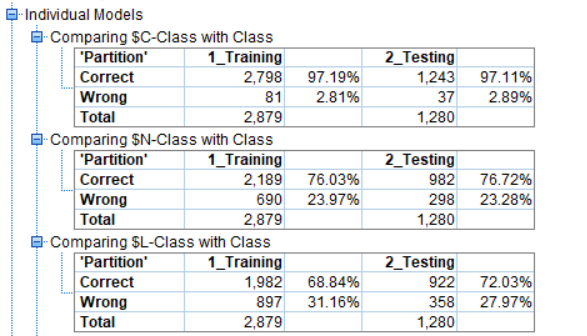 Individual Models
Comparing $C-Class with Class
'Partition' 1_Training 2_Testing
Correct 2,798 97.19% 1,243 97.11%
Wrong 81 2.81% 37 2.89%
Total 2,879 1,280
Comparing $N-Class with Class
'Partition' 1_Training 2_Testing
Correct 2,189 76.03% 982 76.72%
Wrong 690 23.97% 298 23.28%
Total 2,879 1,280
Comparing $L-Class with Class
'Partition' 1_Training 2_Testing
Correct 1,982 68.84% 922 72.03%
Wrong 897 31.16% 358 27.97%
Total 2,879 1,280